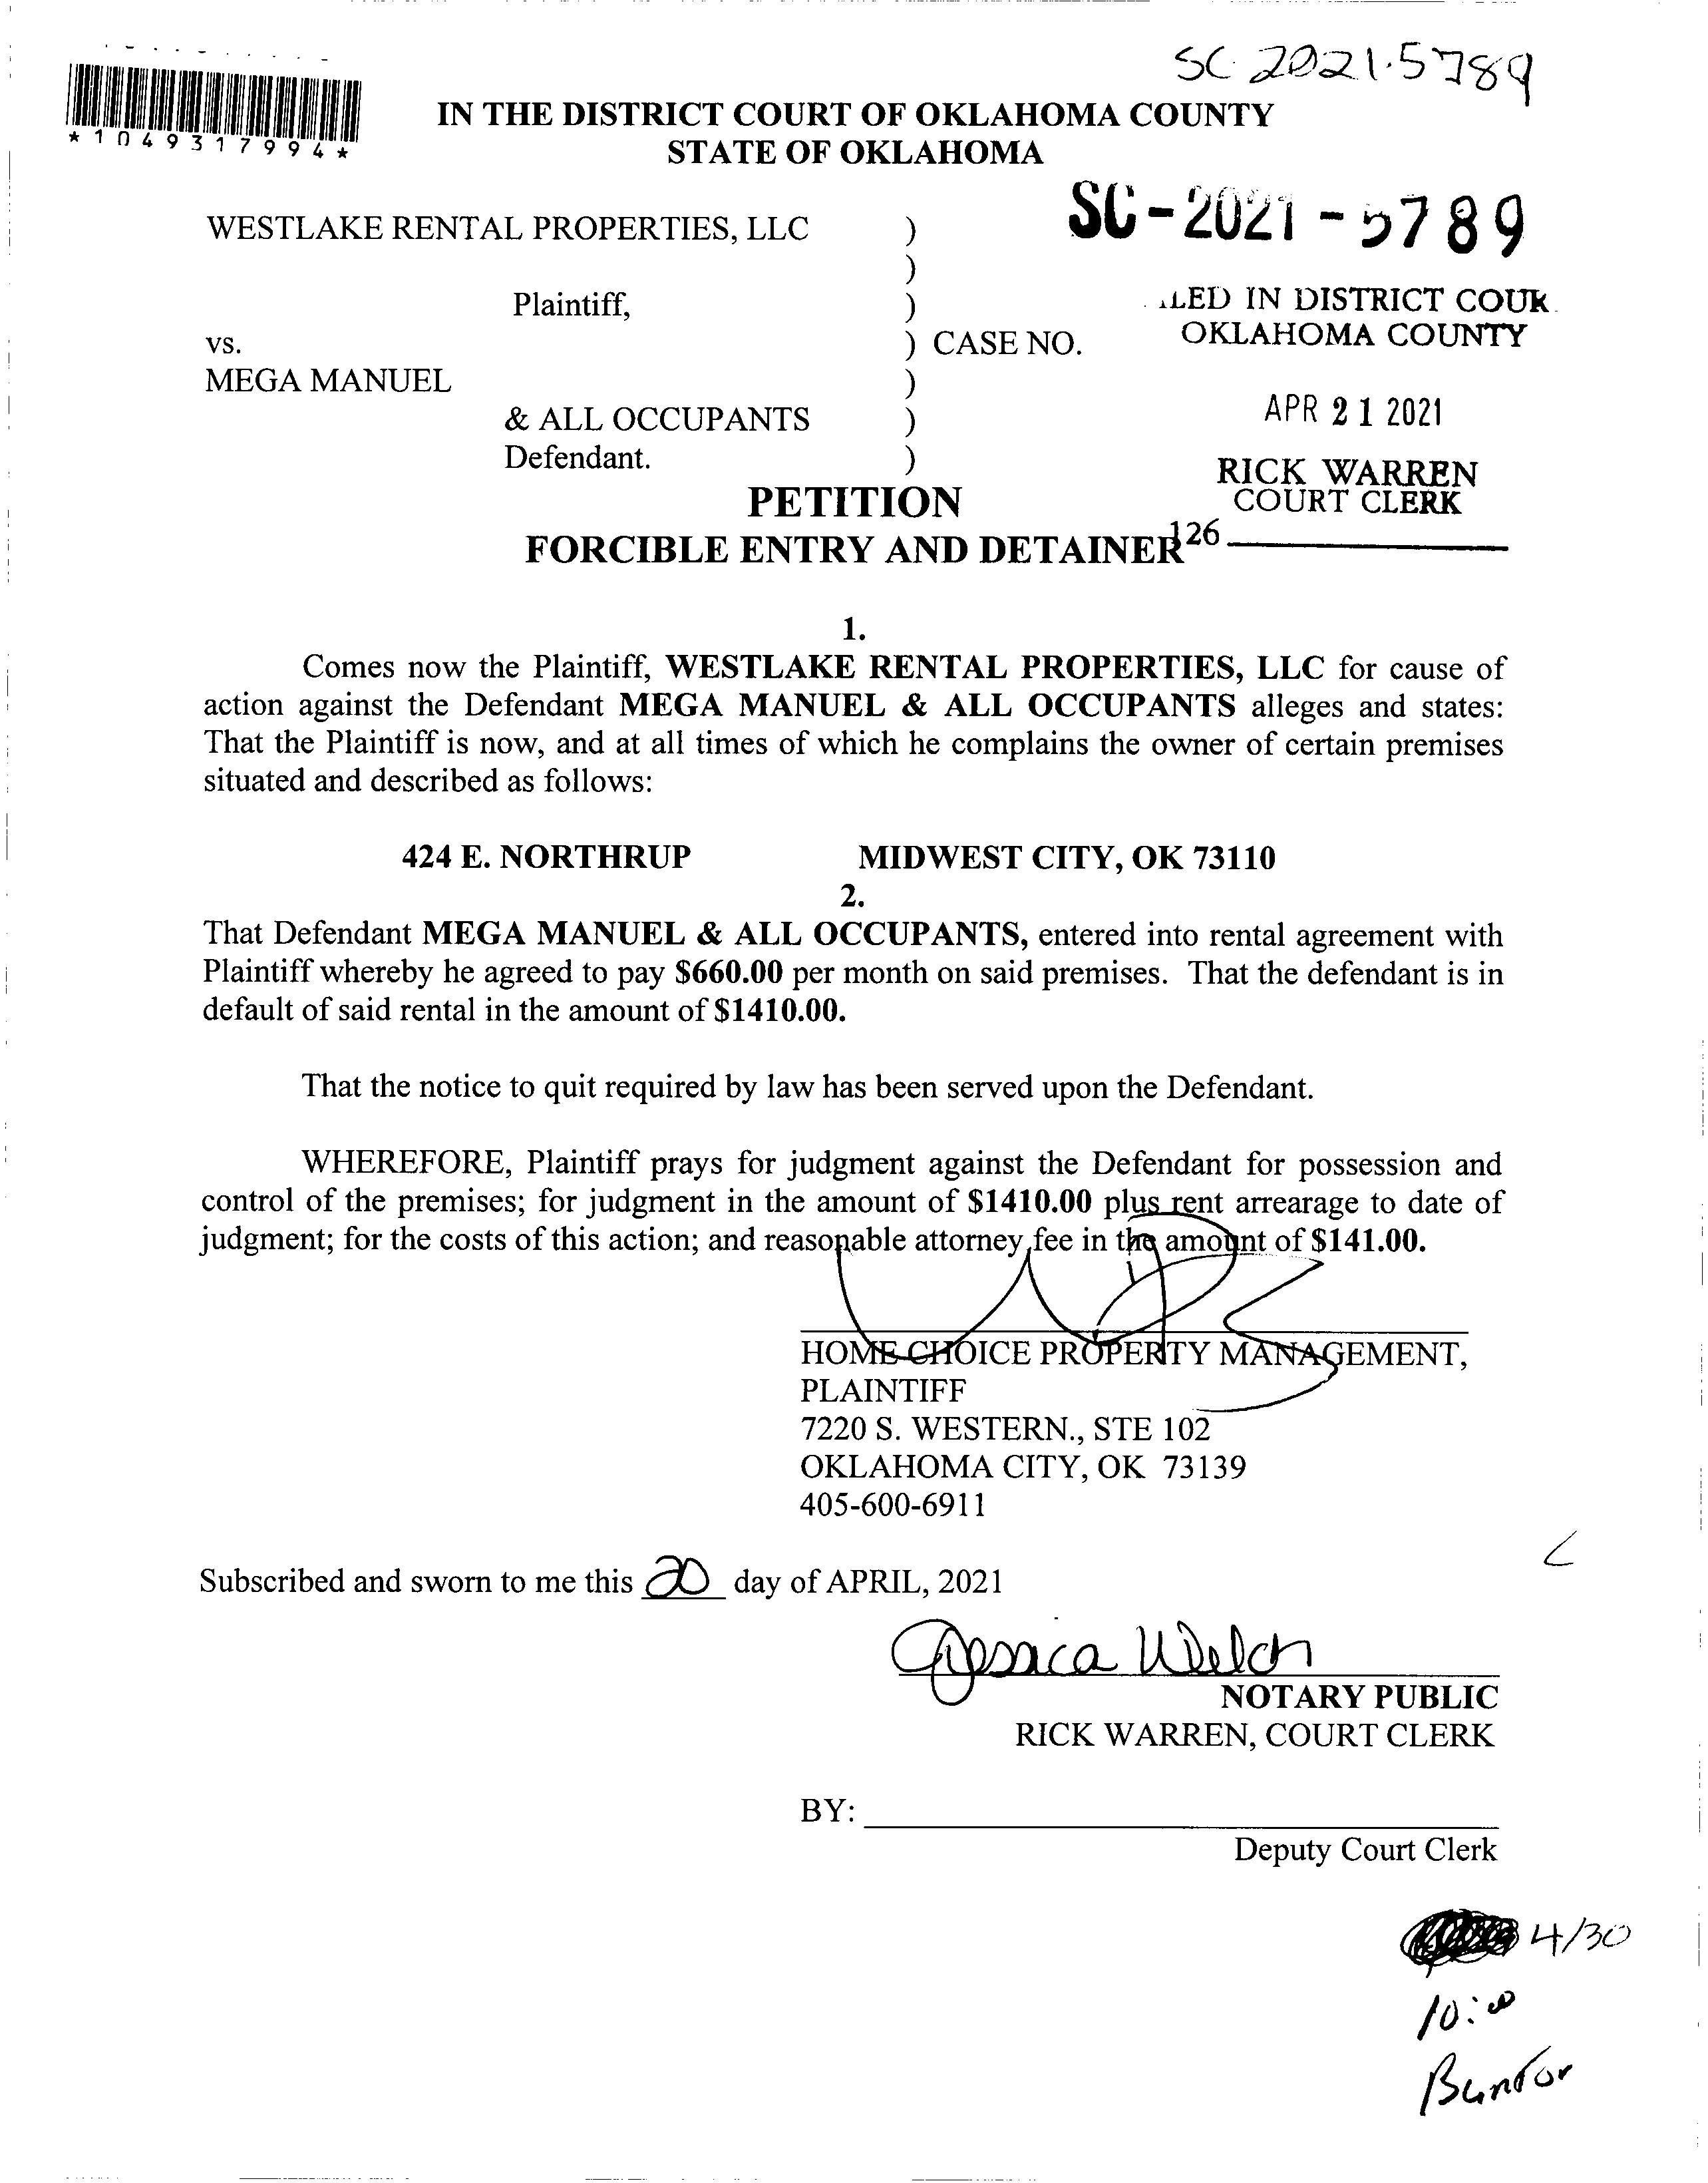 SC 2021.5789
*1049317994*
IN THE DISTRICT COURT OF OKLAHOMA COUNTY
STATE OF OKLAHOMA
SC-2021-5789
WESTLAKE RENTAL PROPERTIES, LLC )
)
Plaintiff, )
vs. ) CASE NO.
MEGA MANUEL )
& ALL OCCUPANTS )
Defendant. )
LED IN DISTRICT COUR
OKLAHOMA COUNTY
APR 21 2021
RICK WARREN
COURT CLERK
126
PETITION
FORCIBLE ENTRY AND DETAINER
1.
Comes now the Plaintiff, WESTLAKE RENTAL PROPERTIES, LLC for cause of
action against the Defendant MEGA MANUEL & ALL OCCUPANTS alleges and states:
That the Plaintiff is now, and at all times of which he complains the owner of certain premises
situated and described as follows:
424 E. NORTHRUP MIDWEST CITY, OK 73110
2.
That Defendant MEGA MANUEL & ALL OCCUPANTS, entered into rental agreement with
Plaintiff whereby he agreed to pay $660.00 per month on said premises. That the defendant is in
default of said rental in the amount of $1410.00.
That the notice to quit required by law has been served upon the Defendant.
WHEREFORE, Plaintiff prays for judgment against the Defendant for possession and
control of the premises; for judgment in the amount of $1410.00 plus rent arrearage to date of
judgment; for the costs of this action; and reasonable attorney fee in the amount of $141.00.
HOME CHOICE PROPERTY MANAGEMENT,
PLAINTIFF
7220 S. WESTERN., STE 102
OKLAHOMA CITY, OK 73139
405-600-6911
Subscribed and sworn to me this 20 day of APRIL, 2021
Jessica Welch
NOTARY PUBLIC
RICK WARREN, COURT CLERK
BY:
Deputy Court Clerk
4/30
10:00